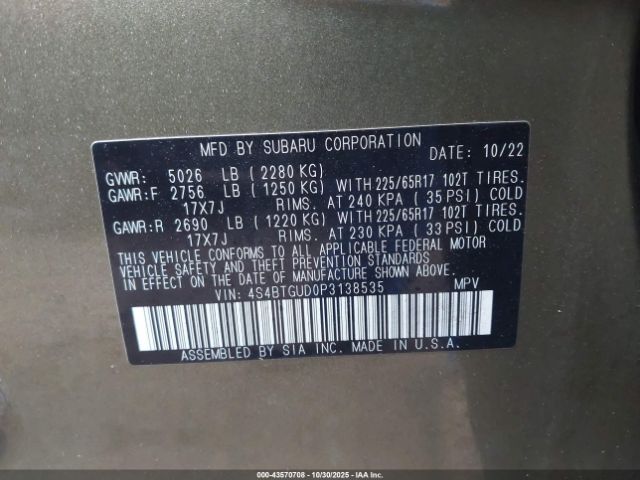 MFD BY SUBARU CORPORATION DATE: 10/22
GVWR: 5026 LB ( 2280 KG)
GAWR:F 2756 LB ( 1250 KG) WITH 225/65R17 102T TIRES.
17X7J RIMS. AT 240 KPA ( 35 PSI) COLD
GAWR:R 2690 LB ( 1220 KG) WITH 225/65R17 102T TIRES.
17X7J RIMS. AT 230 KPA ( 33 PSI) COLD
THIS VEHICLE CONFORMS TO ALL APPLICABLE FEDERAL MOTOR
VEHICLE SAFETY AND THEFT PREVENTION STANDARDS IN
EFFECT ON THE DATE OF MANUFACTURE SHOWN ABOVE.
VIN: 4S4BTGUD0P3138535 MPV
ASSEMBLED BY SIA INC. MADE IN U.S.A.
000-43570708 - 10/30/2025 - IAA